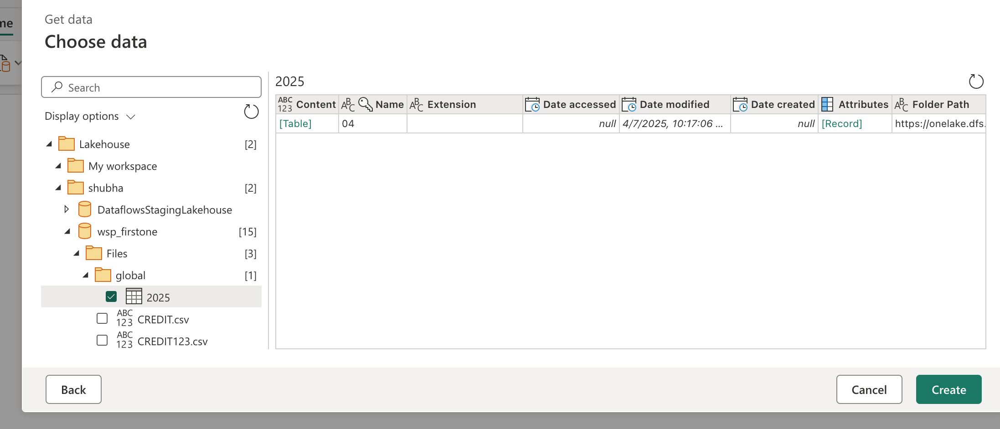 me
Get data
Choose data
Search
Display options
Lakehouse [2]
My workspace
shubha [2]
DataflowsStagingLakehouse
wsp_firstone [15]
Files [3]
global [1]
2025
ABC 123 CREDIT.csv
ABC 123 CREDIT123.csv
2025
ABC 123 Content ABC Name ABC Extension Date accessed Date modified Date created Attributes ABC Folder Path
[Table] 04 null 4/7/2025, 10:17:06 ... null [Record] https://onelake.dfs.
Back
Cancel
Create